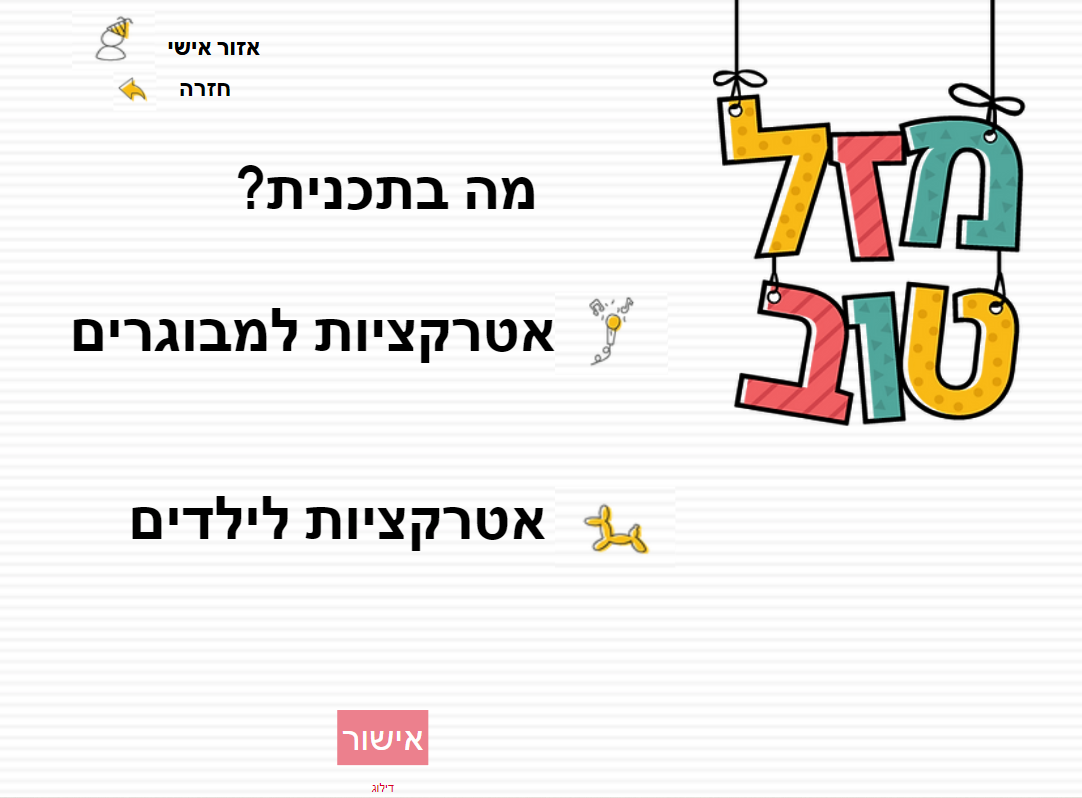 אזור אישי
חזרה
מזל
טוב
מה בתכנית?
אטרקציות למבוגרים
אטרקציות לילדים
אישור
דילוג